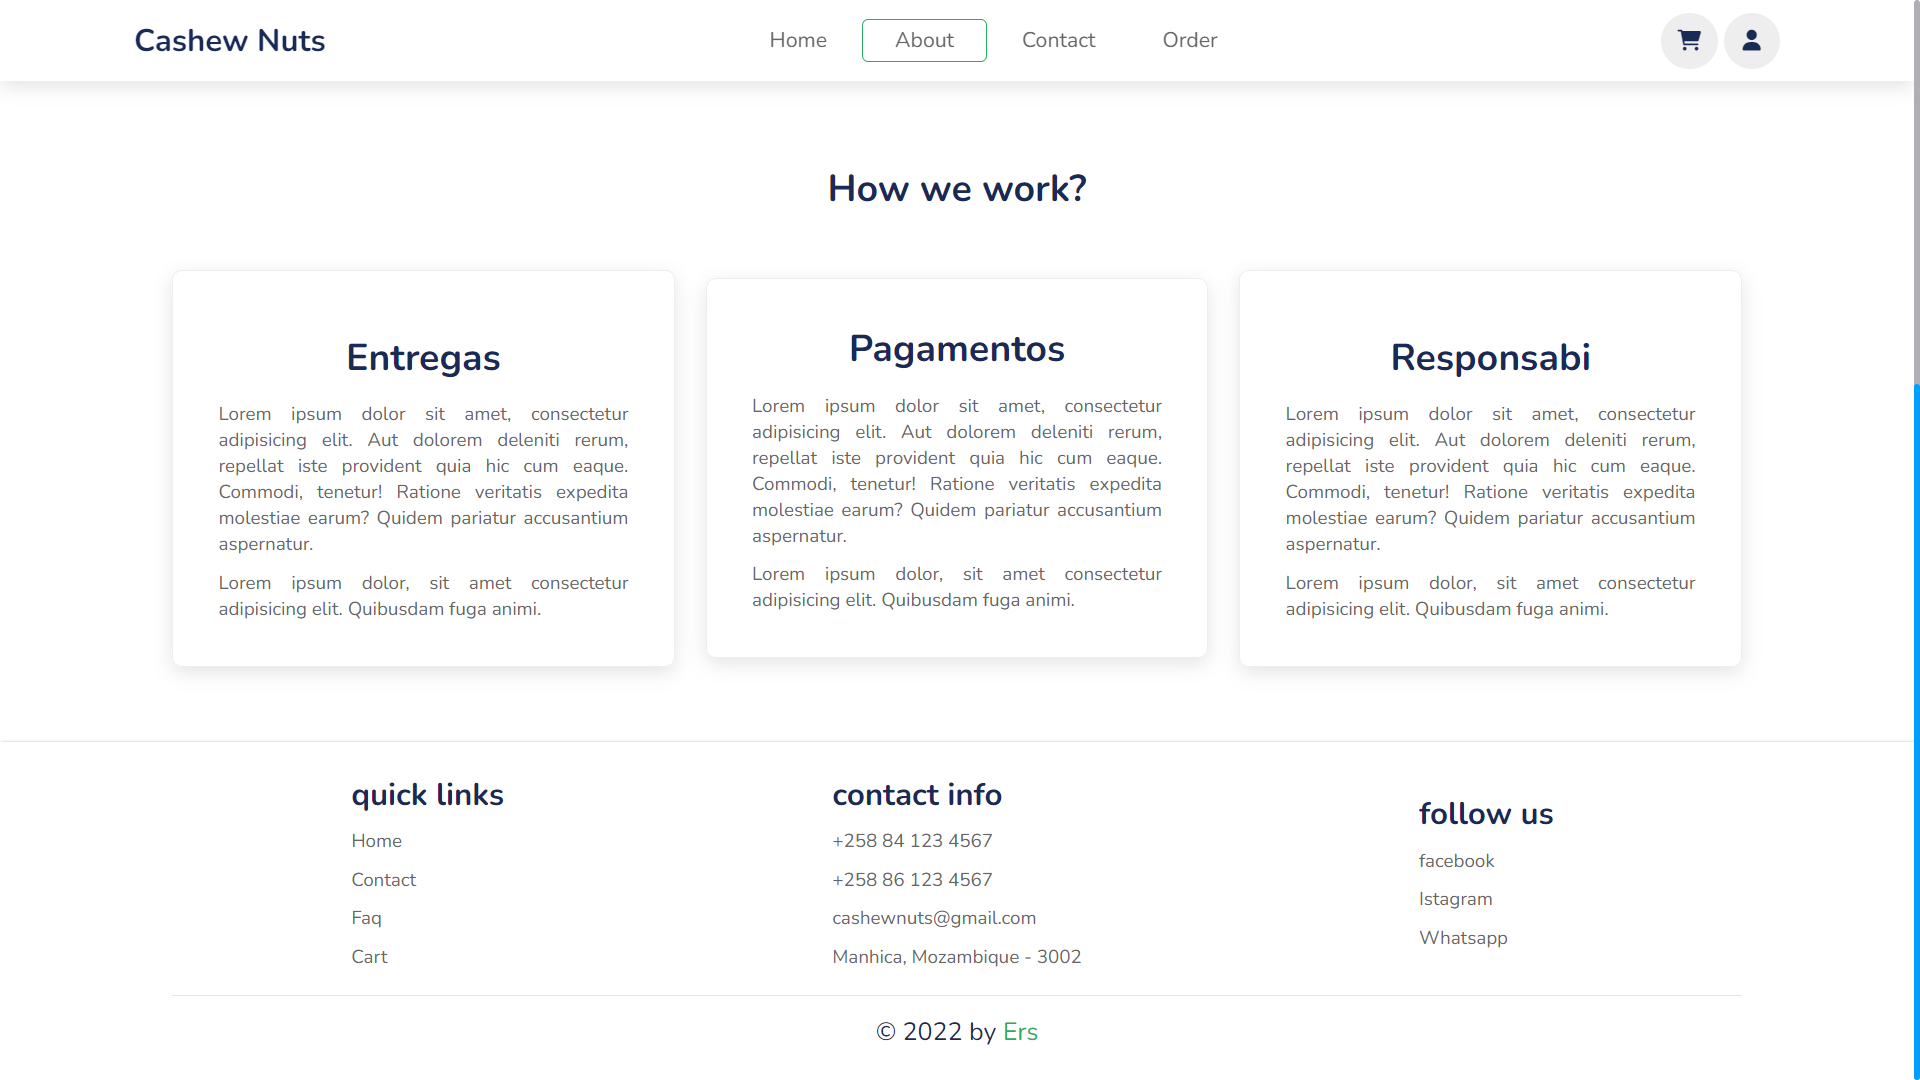 Cashew Nuts
Home
About
Contact
Order
How we work?
Entregas
Lorem ipsum dolor sit amet, consectetur
adipisicing elit. Aut dolorem deleniti rerum,
repellat iste provident quia hic cum eaque.
Commodi, tenetur! Ratione veritatis expedita
molestiae earum? Quidem pariatur accusantium
aspernatur.
Lorem ipsum dolor, sit amet consectetur
adipisicing elit. Quibusdam fuga animi.
Pagamentos
Lorem ipsum dolor sit amet, consectetur
adipisicing elit. Aut dolorem deleniti rerum,
repellat iste provident quia hic cum eaque.
Commodi, tenetur! Ratione veritatis expedita
molestiae earum? Quidem pariatur accusantium
aspernatur.
Lorem ipsum dolor, sit amet consectetur
adipisicing elit. Quibusdam fuga animi.
Responsabi
Lorem ipsum dolor sit amet, consectetur
adipisicing elit. Aut dolorem deleniti rerum,
repellat iste provident quia hic cum eaque.
Commodi, tenetur! Ratione veritatis expedita
molestiae earum? Quidem pariatur accusantium
aspernatur.
Lorem ipsum dolor, sit amet consectetur
adipisicing elit. Quibusdam fuga animi.
quick links
Home
Contact
Faq
Cart
contact info
+258 84 123 4567
+258 86 123 4567
cashewnuts@gmail.com
Manhica, Mozambique - 3002
follow us
facebook
Istagram
Whatsapp
© 2022 by Ers